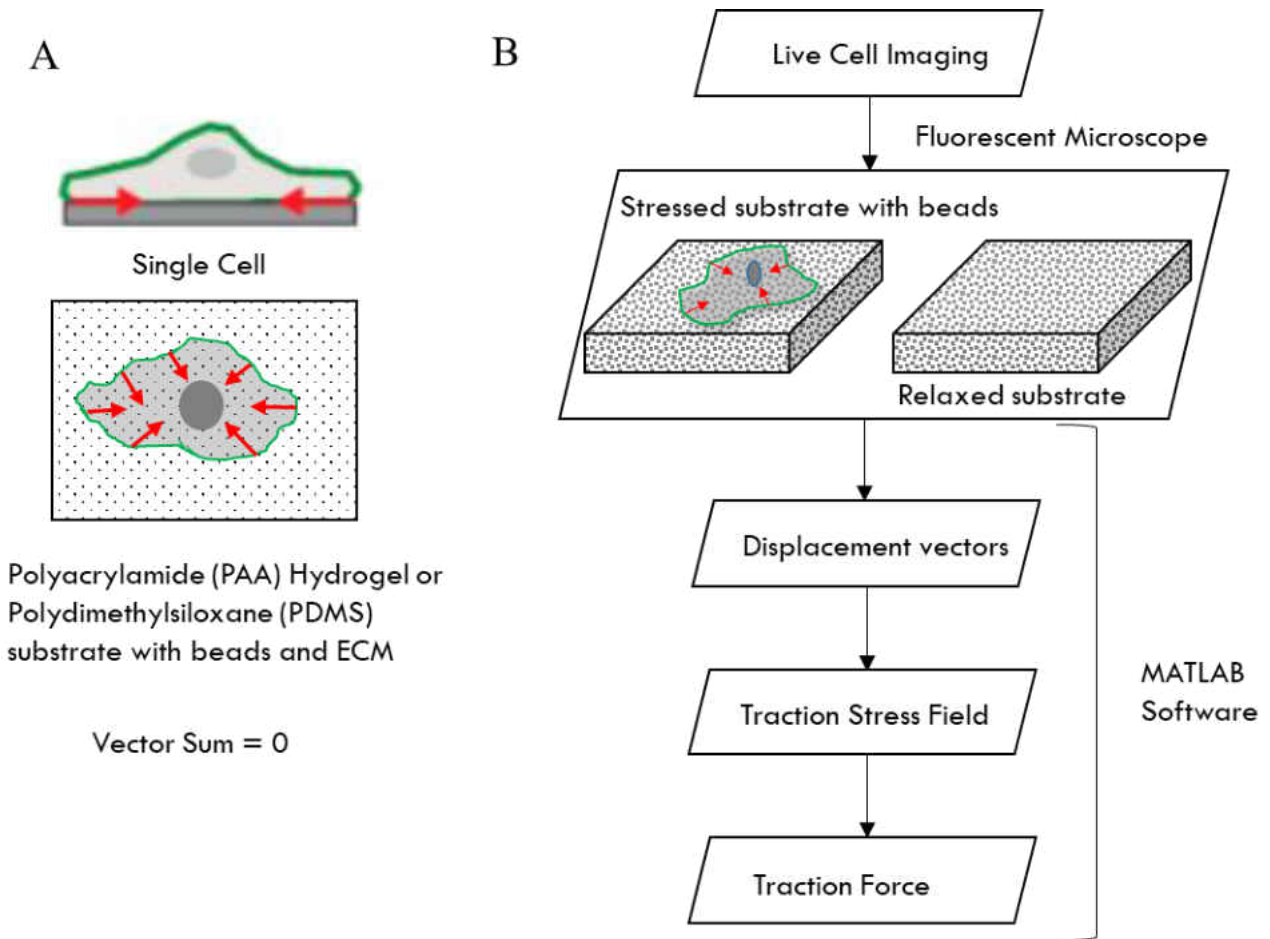 A
Single Cell
Polyacrylamide (PAA) Hydrogel or
Polydimethylsiloxane (PDMS)
substrate with beads and ECM
Vector Sum = 0
B
Live Cell Imaging
Fluorescent Microscope
Stressed substrate with beads
Relaxed substrate
Displacement vectors
Traction Stress Field
Traction Force
MATLAB
Software